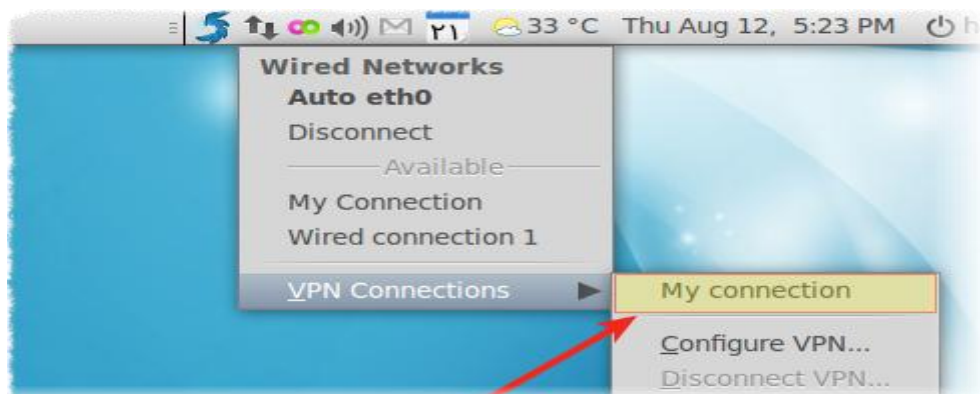 ۲۱ 33 °C Thu Aug 12, 5:23 PM h
Wired Networks
Auto eth0
Disconnect
Available
My Connection
Wired connection 1
VPN Connections
My connection
Configure VPN...
Disconnect VPN...